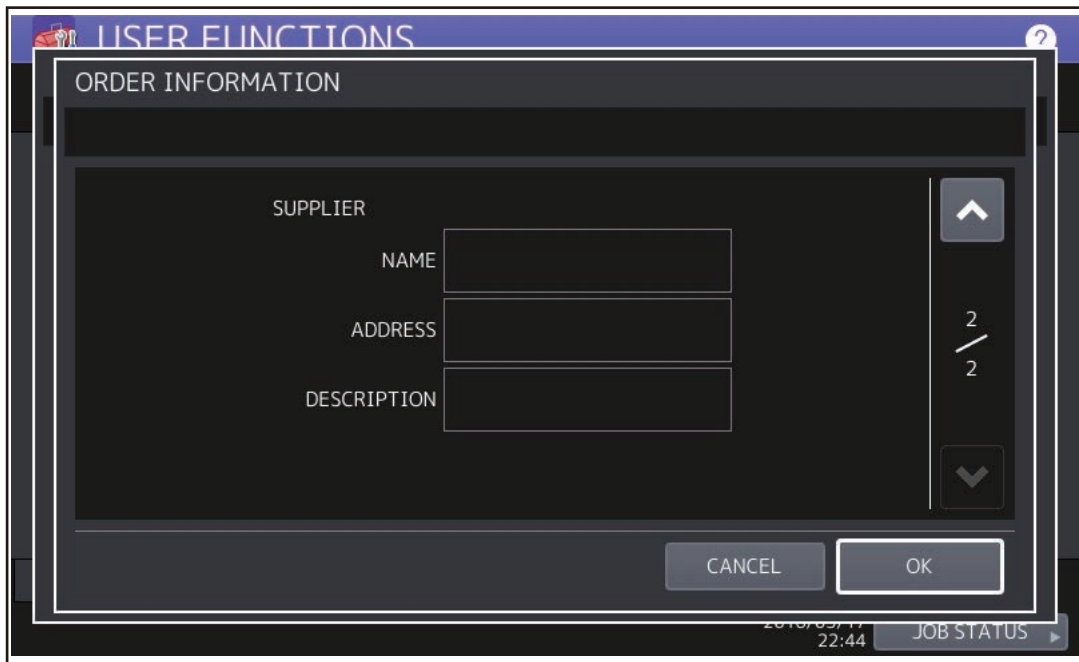 USER FUNCTIONS
?
ORDER INFORMATION
SUPPLIER
NAME
ADDRESS
DESCRIPTION
2
2
CANCEL
OK
22:44
JOB STATUS